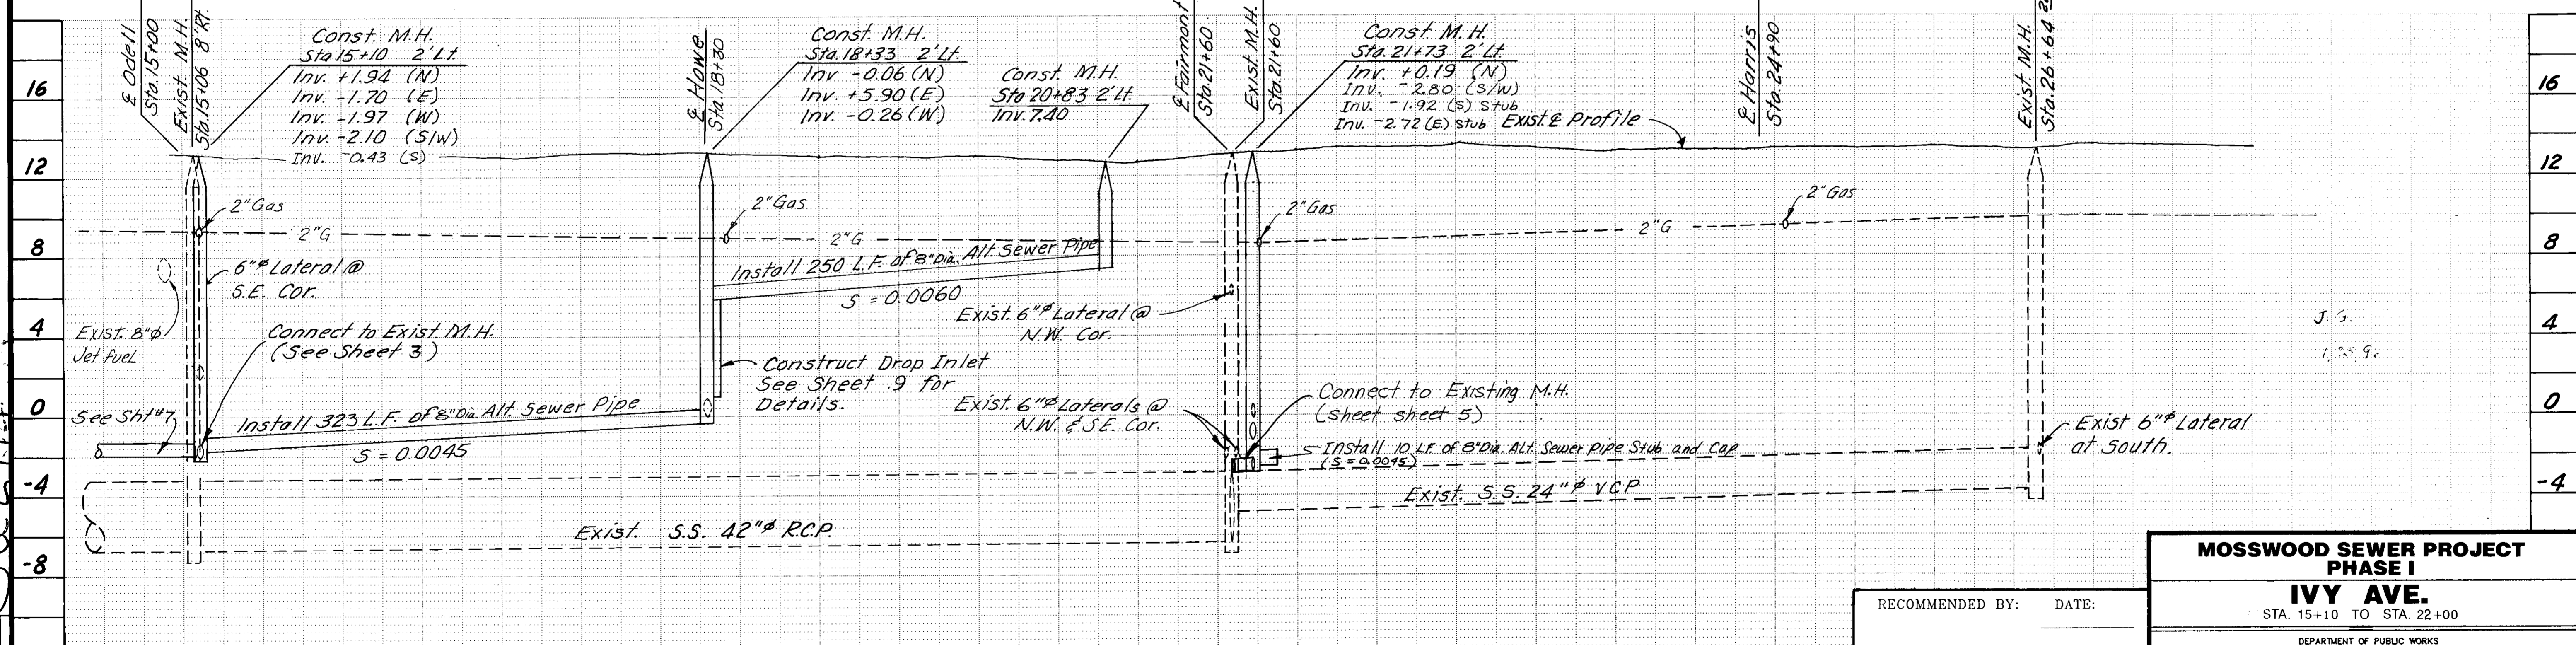 ℄ Odell
Sta. 15+00
Exist. M.H.
Sta. 15+06 8' Rt.
Const. M.H.
Sta 15+10 2' Lt.
Inv. +1.94 (N)
Inv. -1.70 (E)
Inv. -1.97 (W)
Inv. -2.10 (S/W)
Inv. -0.43 (S)
℄ Howe
Sta. 18+30
Const. M.H.
Sta. 18+33 2' Lt.
Inv -0.06 (N)
Inv. +5.90 (E)
Inv. -0.26 (W)
Const. M.H.
Sta 20+83 2' Lt.
Inv. 7.40
℄ Fairmont
Sta. 21+60
Exist. M.H.
Sta. 21+60
Const. M.H.
Sta. 21+73 2' Lt.
Inv. +0.19 (N)
Inv. -2.80 (S/W)
Inv. -1.92 (S) Stub
Inv. -2.72 (E) Stub
Exist. ℄ Profile
℄ Harris
Sta. 24+90
Exist. M.H.
Sta. 26+64
16
12
8
4
0
-4
-8
16
12
8
4
0
-4
2" Gas
2" G
2" Gas
2" G
2" Gas
2" G
2" Gas
6"ø Lateral @
S.E. Cor.
Exist. 8"ø
Jet Fuel
Connect to Exist M.H.
(See Sheet 3)
See Sht #7
Install 323 L.F. of 8" Dia. Alt. Sewer Pipe
S = 0.0045
Install 250 L.F. of 8" Dia. Alt. Sewer Pipe
S = 0.0060
Construct Drop Inlet
See Sheet 9 for
Details.
Exist. 6"ø Lateral @
N.W. Cor.
Exist. 6"ø Laterals @
N.W. & S.E. Cor.
Connect to Existing M.H.
(sheet sheet 5)
Install 10 L.F. of 8" Dia. Alt. Sewer Pipe Stub and Cap
(S = 0.0045)
Exist 6"ø Lateral
at South.
Exist. S.S. 24"ø VCP
Exist. S.S. 42"ø R.C.P.
MOSSWOOD SEWER PROJECT
PHASE I
IVY AVE.
STA. 15+10 TO STA. 22+00
DEPARTMENT OF PUBLIC WORKS
RECOMMENDED BY: DATE: